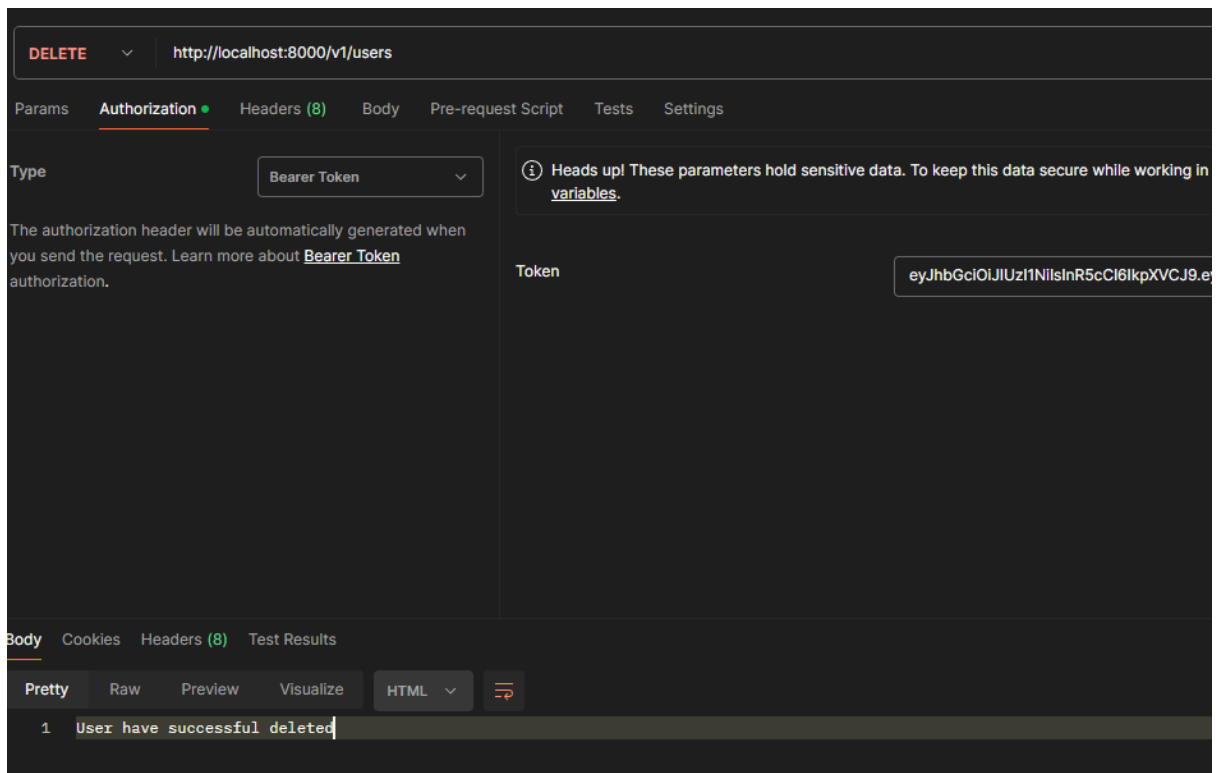 DELETE http://localhost:8000/v1/users
Params Authorization Headers (8) Body Pre-request Script Tests Settings
Type Bearer Token
The authorization header will be automatically generated when
you send the request. Learn more about Bearer Token
authorization.
Heads up! These parameters hold sensitive data. To keep this data secure while working in
variables.
Token eyJhbGciOiJIUzI1NiIsInR5cCI6IkpXVCJ9.ey
Body Cookies Headers (8) Test Results
Pretty Raw Preview Visualize HTML
1 User have successful deleted